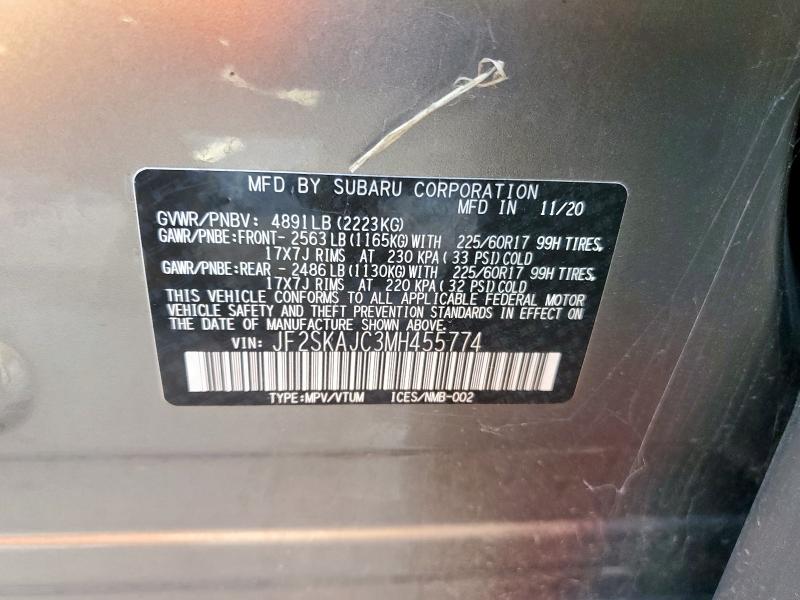 MFD BY SUBARU CORPORATION
MFD IN 11/20
GVWR/PNBV: 4891LB(2223KG)
GAWR/PNBE:FRONT- 2563LB(1165KG)WITH 225/60R17 99H TIRES,
17X7J RIMS AT 230 KPA(33 PSI)COLD
GAWR/PNBE:REAR - 2486LB(1130KG)WITH 225/60R17 99H TIRES,
17X7J RIMS AT 220 KPA(32 PSI)COLD
THIS VEHICLE CONFORMS TO ALL APPLICABLE FEDERAL MOTOR
VEHICLE SAFETY AND THEFT PREVENTION STANDARDS IN EFFECT ON
THE DATE OF MANUFACTURE SHOWN ABOVE.
VIN: JF2SKAJC3MH455774
TYPE:MPV/VTUM ICES/NMB-002